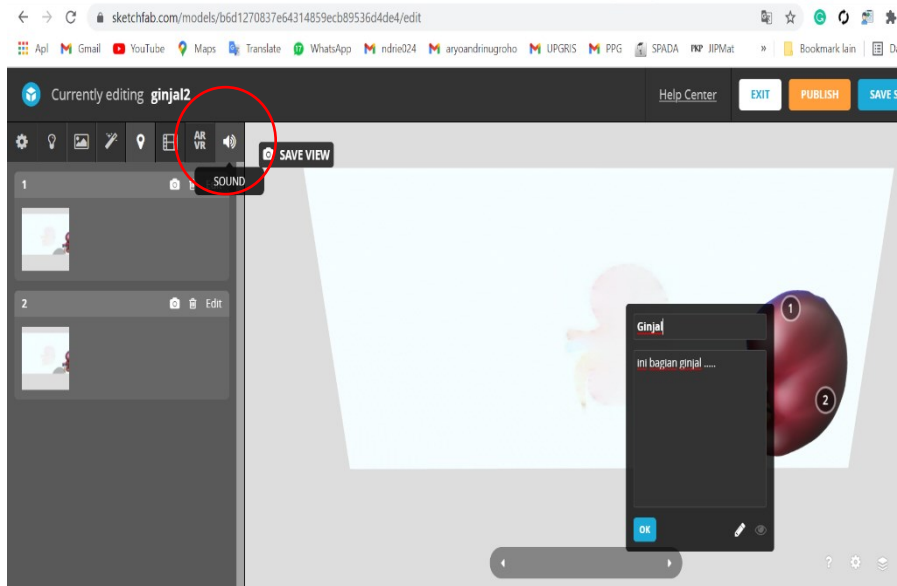 sketchfab.com/models/b6d1270837e64314859ecb89536d4de4/edit
Apl Gmail YouTube Maps Translate WhatsApp ndrie024 aryoandrinugroho UPGRIS PPG SPADA PKP JIPMat » Bookmark lain
Currently editing ginjal2 Help Center EXIT PUBLISH SAVE S
AR VR
SAVE VIEW
SOUND
1
2 Edit
Ginjal
ini bagian ginjal .....
OK
1
2
?